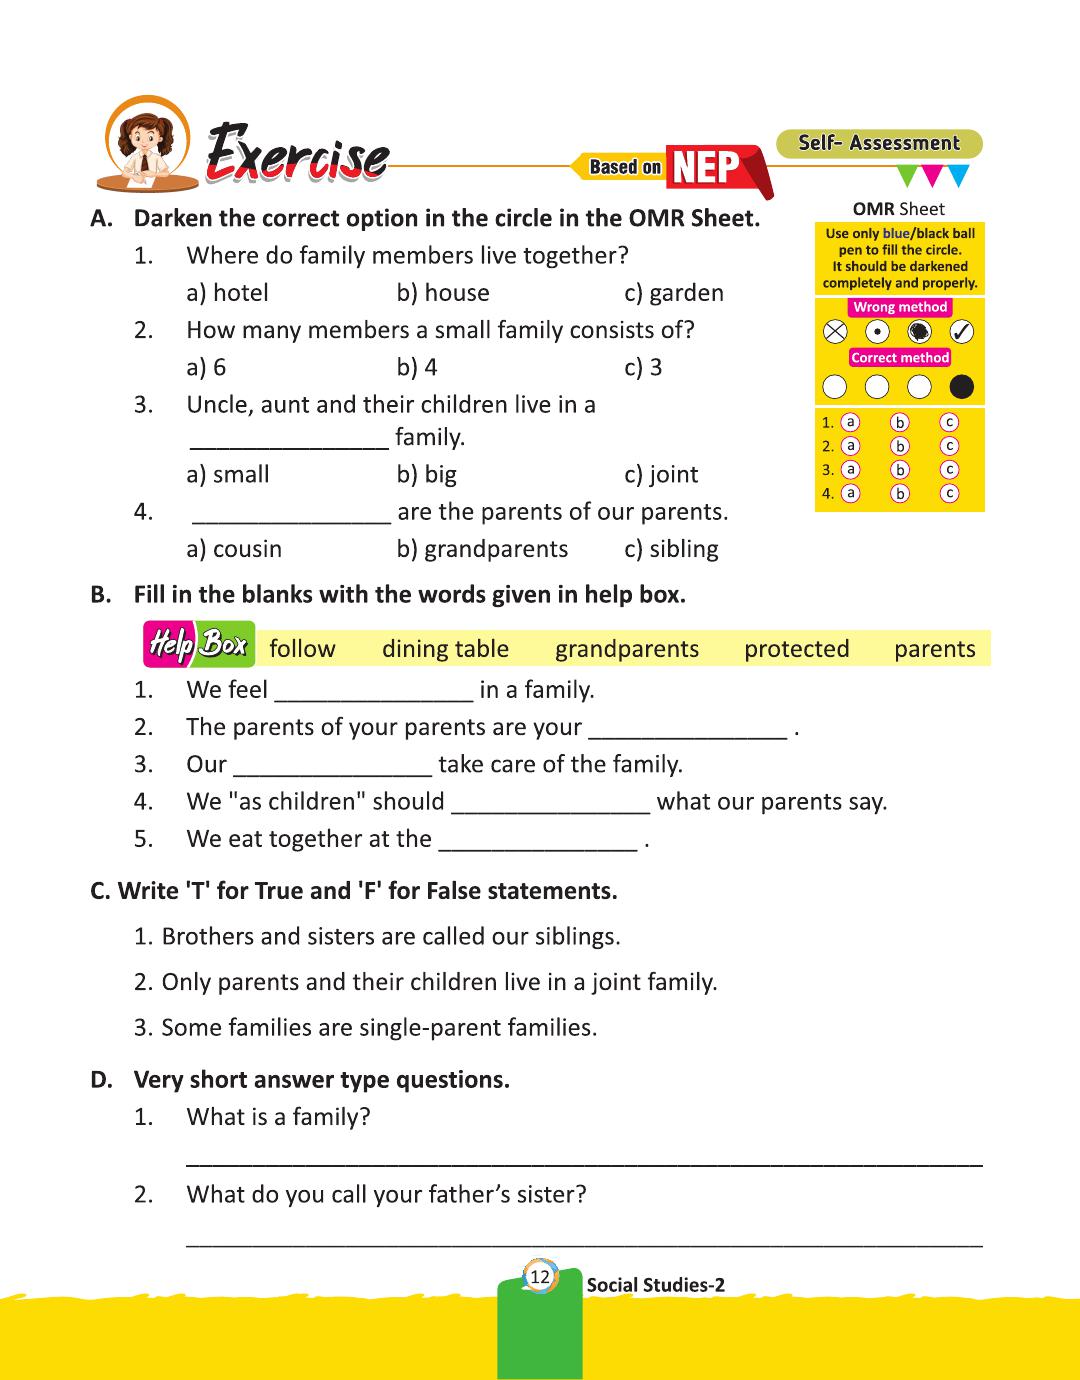 Exercise
Based on NEP
Self- Assessment
A. Darken the correct option in the circle in the OMR Sheet.
1. Where do family members live together?
a) hotel b) house c) garden
2. How many members a small family consists of?
a) 6 b) 4 c) 3
3. Uncle, aunt and their children live in a
_______________ family.
a) small b) big c) joint
4. _______________ are the parents of our parents.
a) cousin b) grandparents c) sibling
OMR Sheet
Use only blue/black ball
pen to fill the circle.
It should be darkened
completely and properly.
Wrong method
Correct method
1. a b c
2. a b c
3. a b c
4. a b c
B. Fill in the blanks with the words given in help box.
Help Box follow dining table grandparents protected parents
1. We feel _______________ in a family.
2. The parents of your parents are your _______________ .
3. Our _______________ take care of the family.
4. We "as children" should _______________ what our parents say.
5. We eat together at the _______________ .
C. Write 'T' for True and 'F' for False statements.
1. Brothers and sisters are called our siblings.
2. Only parents and their children live in a joint family.
3. Some families are single-parent families.
D. Very short answer type questions.
1. What is a family?
2. What do you call your father’s sister?
12 Social Studies-2